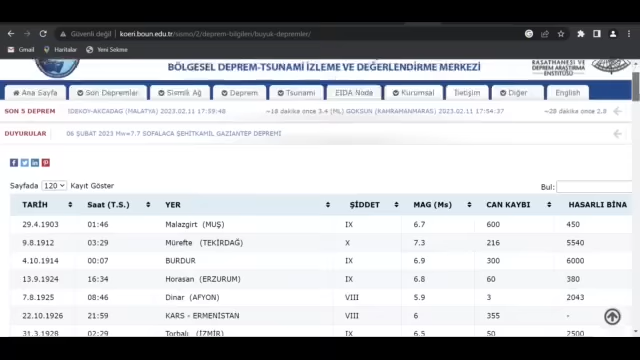 Güvenli değil koeri.boun.edu.tr/sismo/2/deprem-bilgileri/buyuk-depremler/
Gmail Haritalar Yeni Sekme
BÖLGESEL DEPREM-TSUNAMİ İZLEME VE DEĞERLENDİRME MERKEZİ
RASATHANESİ VE
DEPREM ARAŞTIRMA
ENSTİTÜSÜ
Ana Sayfa Son Depremler Sismik Ağ Deprem Tsunami EIDA Node Kurumsal İletişim Diğer English
SON 5 DEPREM (MALATYA) 2023.02.11 17:59:48 ~18 dakika önce 3.4 (ML) GOKSUN (KAHRAMANMARAS) 2023.02.11 17:54:37 ~28 dakika önce 2.8
DUYURULAR 06 ŞUBAT 2023 Mw=7.7 SOFALACA ŞEHİTKAMİL GAZİANTEP DEPREMİ
Sayfada 120 Kayıt Göster Bul:
TARİH Saat (T.S.) YER ŞİDDET MAG (Ms) CAN KAYBI HASARLI BİNA
29.4.1903 01:46 Malazgirt (MUŞ) IX 6.7 600 450
9.8.1912 03:29 Mürefte (TEKİRDAĞ) X 7.3 216 5540
4.10.1914 00:07 BURDUR IX 6.9 300 6000
13.9.1924 16:34 Horasan (ERZURUM) IX 6.8 60 380
7.8.1925 08:46 Dinar (AFYON) VIII 5.9 3 2043
22.10.1926 21:59 KARS - ERMENİSTAN VIII 6 355 -
31.3.1928 02:29 Torbalı (İZMİR) IX 6.5 50 2500